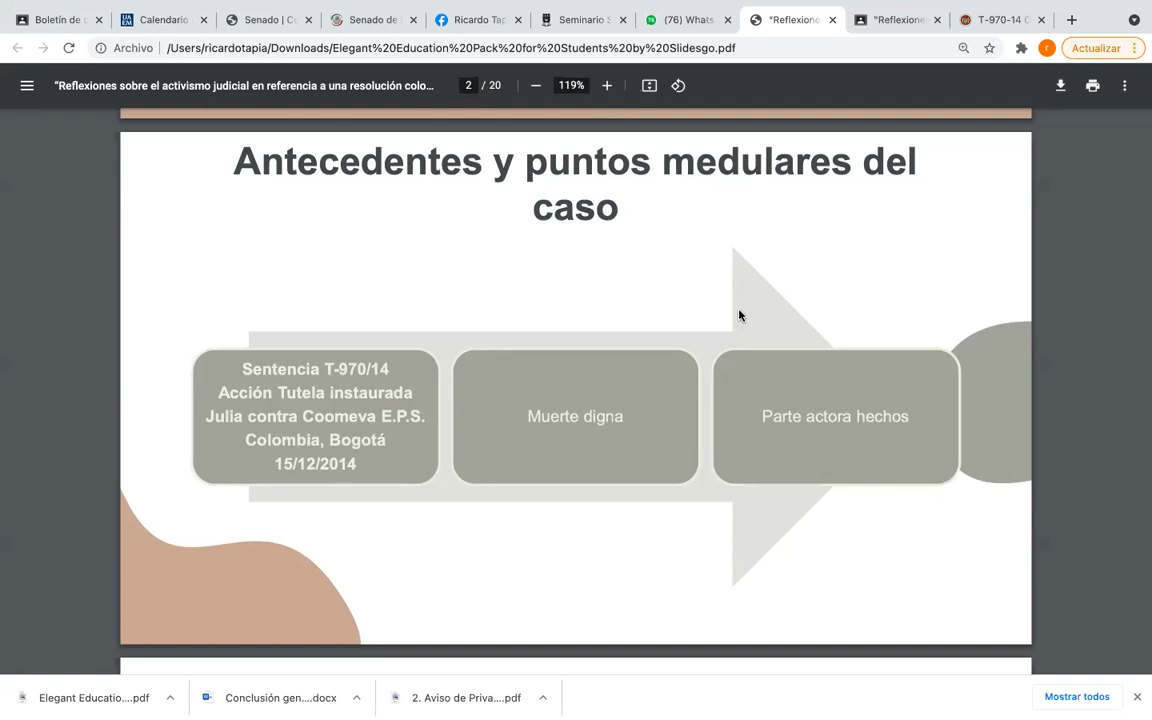 Boletín de c
Calendario
Senado | Co
Senado de
Ricardo Tap
Seminario S
(76) Whats
"Reflexione
"Reflexione
T-970-14 C
Archivo
/Users/ricardotapia/Downloads/Elegant%20Education%20Pack%20for%20Students%20by%20Slidesgo.pdf
r
Actualizar
"Reflexiones sobre el activismo judicial en referencia a una resolución colo...
2 / 20
119%
Antecedentes y puntos medulares del
caso
Sentencia T-970/14
Acción Tutela instaurada
Julia contra Coomeva E.P.S.
Colombia, Bogotá
15/12/2014
Muerte digna
Parte actora hechos
Elegant Educatio....pdf
Conclusión gen....docx
2. Aviso de Priva....pdf
Mostrar todos